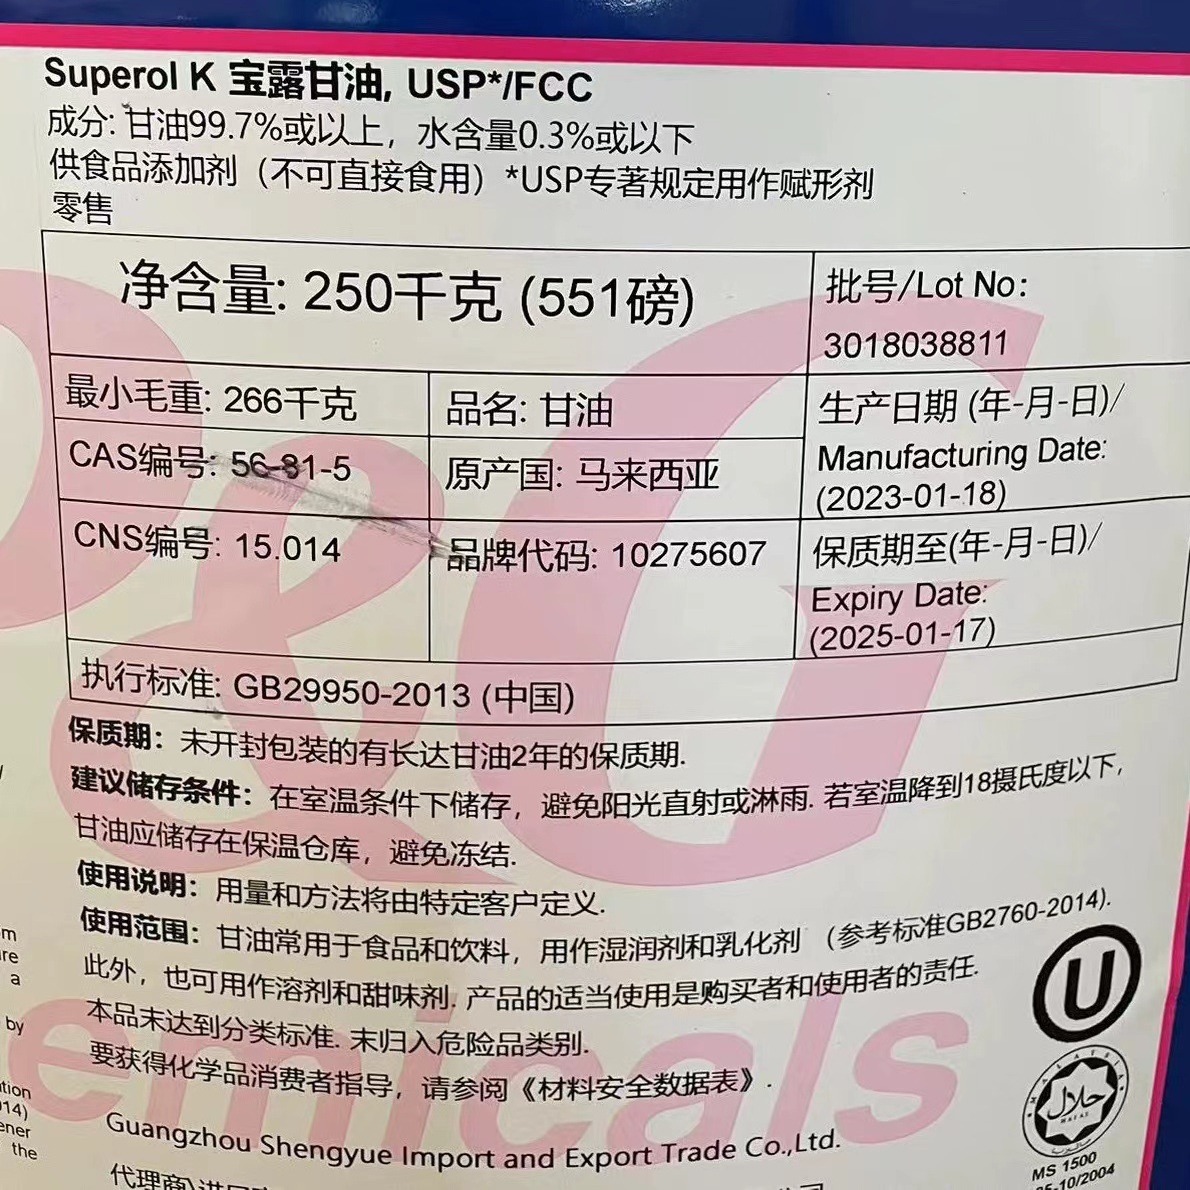 Superol K 宝露甘油, USP*/FCC
成分: 甘油99.7%或以上，水含量0.3%或以下
供食品添加剂（不可直接食用）*USP专著规定用作赋形剂
零售
净含量: 250千克 (551磅)
批号/Lot No:
3018038811
最小毛重: 266千克
品名: 甘油
生产日期 (年-月-日)/
Manufacturing Date:
(2023-01-18)
CAS编号: 56-81-5
原产国: 马来西亚
CNS编号: 15.014
品牌代码: 10275607
保质期至(年-月-日)/
Expiry Date:
(2025-01-17)
执行标准: GB29950-2013 (中国)
保质期：未开封包装的有长达甘油2年的保质期.
建议储存条件：在室温条件下储存，避免阳光直射或淋雨. 若室温降到18摄氏度以下,
甘油应储存在保温仓库，避免冻结.
使用说明：用量和方法将由特定客户定义.
使用范围：甘油常用于食品和饮料，用作湿润剂和乳化剂 （参考标准GB2760-2014).
此外，也可用作溶剂和甜味剂. 产品的适当使用是购买者和使用者的责任.
本品未达到分类标准. 未归入危险品类别.
要获得化学品消费者指导，请参阅《材料安全数据表》.
Guangzhou Shengyue Import and Export Trade Co.,Ltd.
代理商
P&G
emicals
U
MALAYSIA
حلال
MS 1500
-10/2004
a
by
014)
the